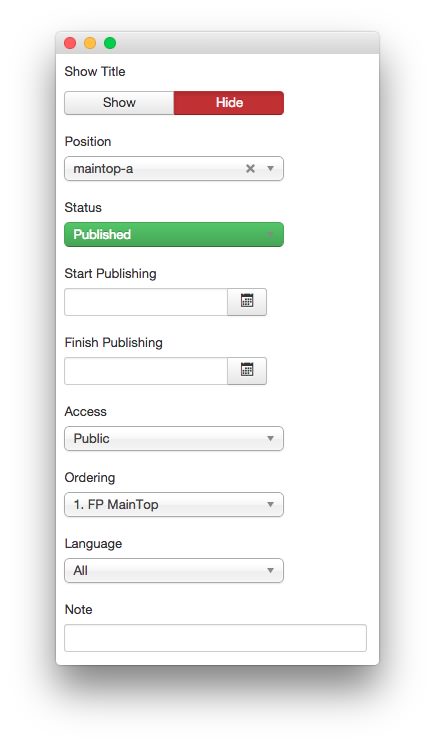 Show Title
Show Hide
Position
maintop-a
Status
Published
Start Publishing
Finish Publishing
Access
Public
Ordering
1. FP MainTop
Language
All
Note